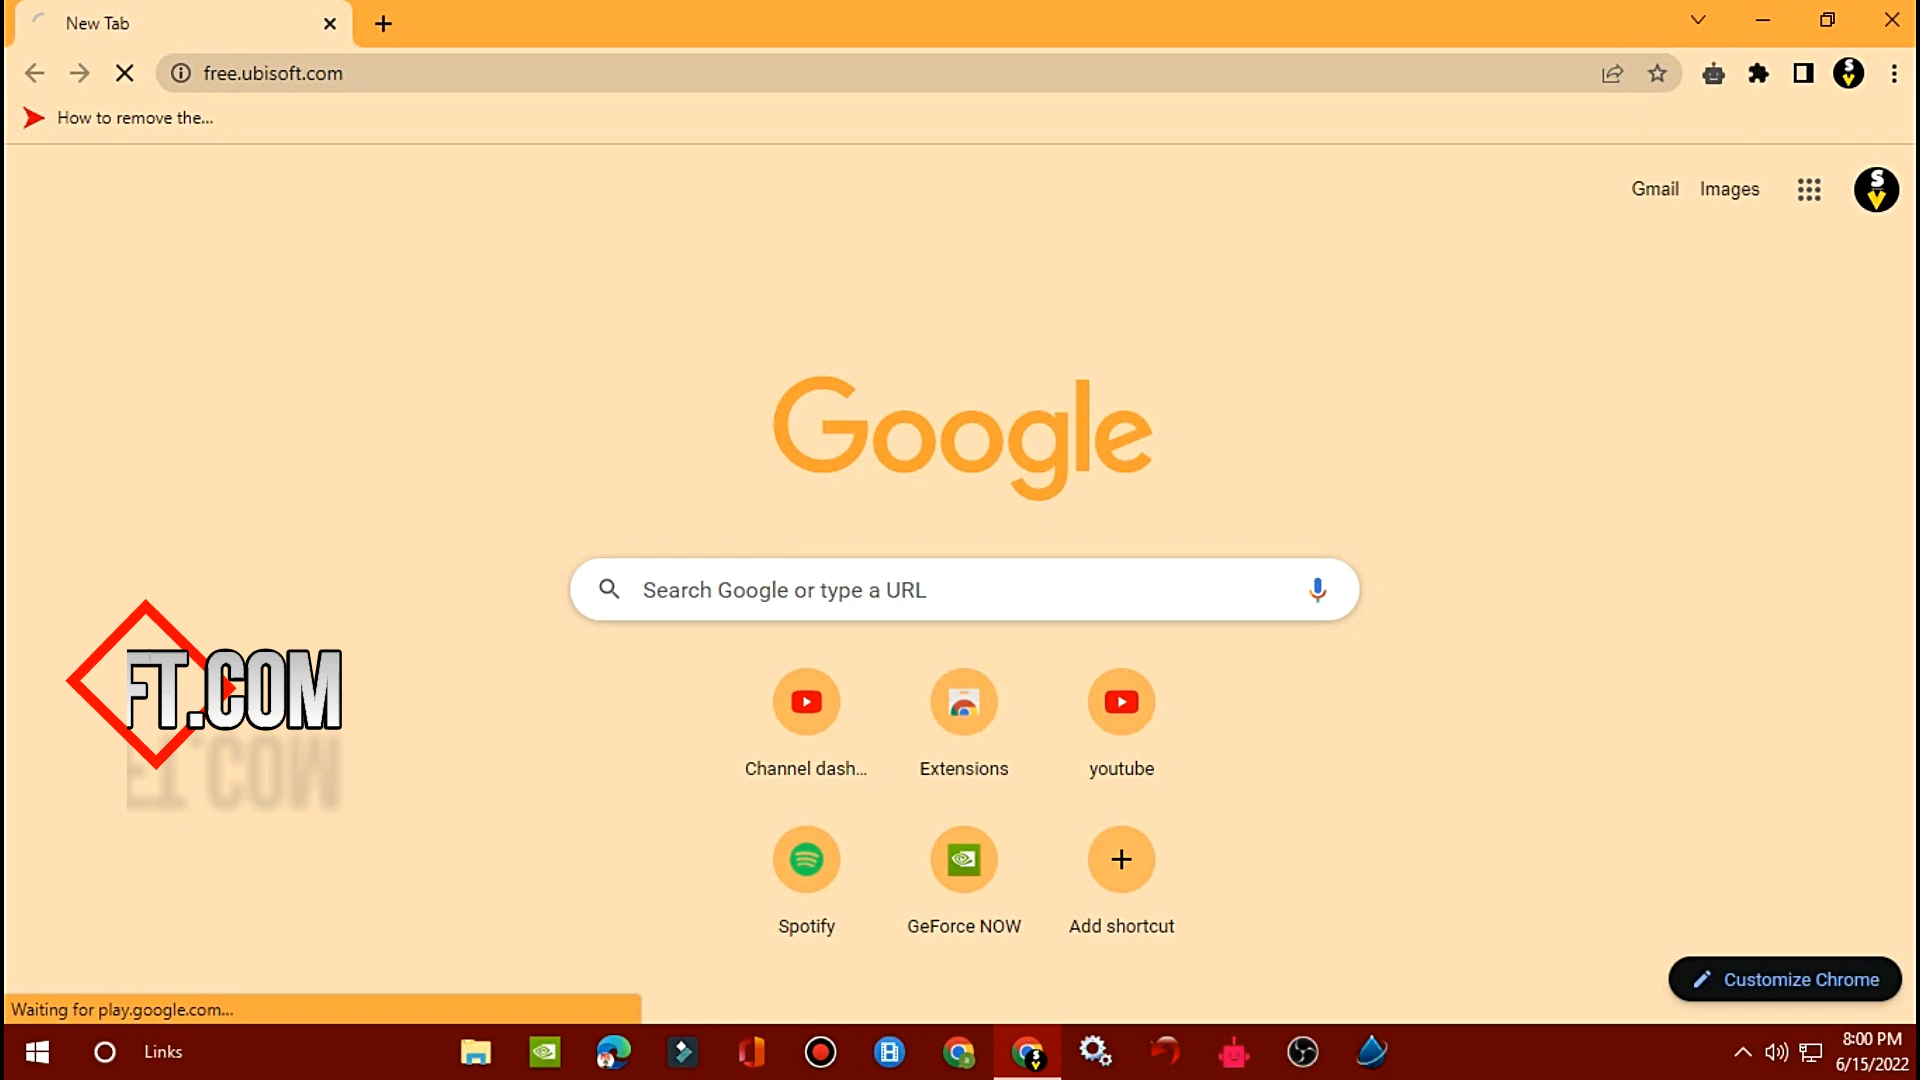 New Tab
free.ubisoft.com
How to remove the...
Gmail Images
Google
Search Google or type a URL
FT.COM
Channel dash... Extensions youtube
Spotify GeForce NOW Add shortcut
Customize Chrome
Waiting for play.google.com...
Links
8:00 PM
6/15/2022